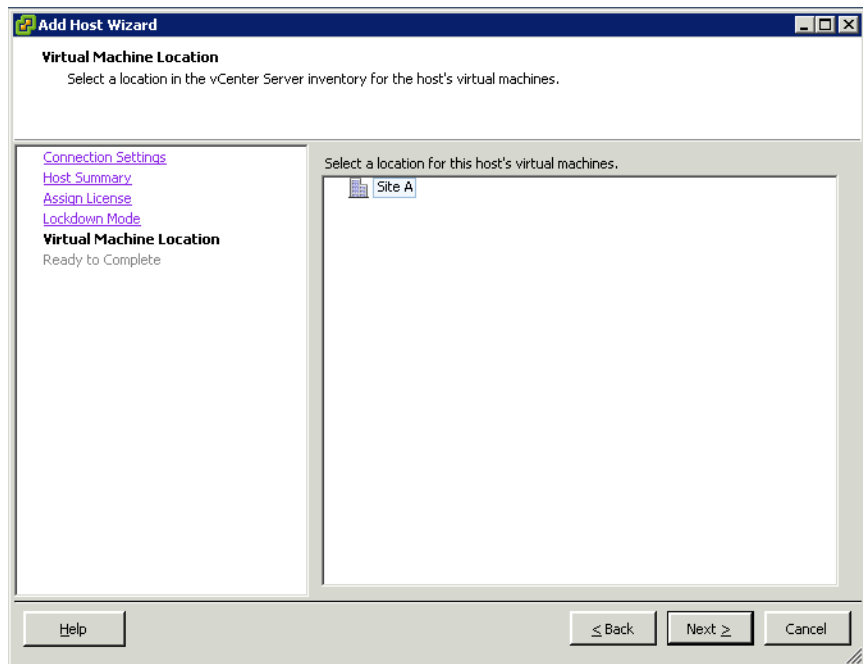 Add Host Wizard
Virtual Machine Location
Select a location in the vCenter Server inventory for the host's virtual machines.
Connection Settings
Host Summary
Assign License
Lockdown Mode
Virtual Machine Location
Ready to Complete
Select a location for this host's virtual machines.
Site A
Help
< Back
Next >
Cancel